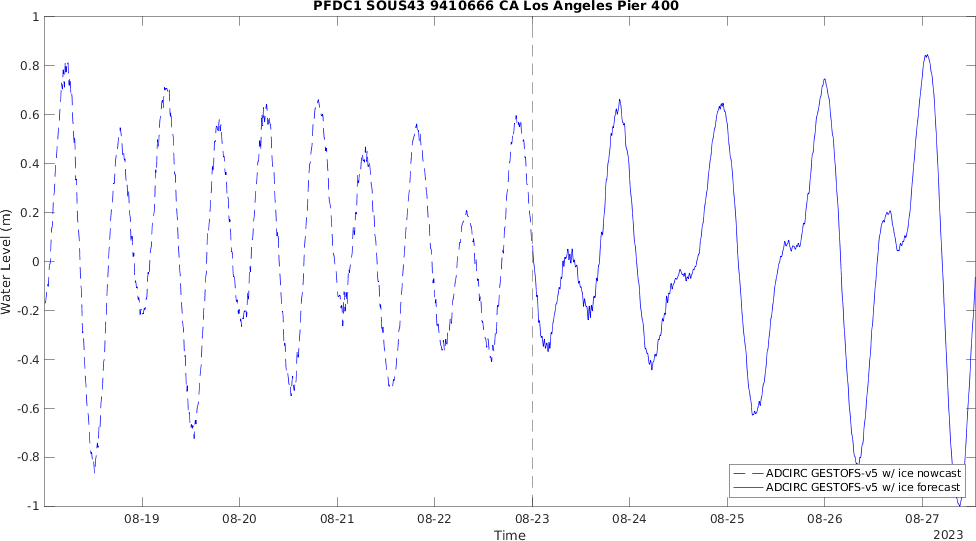 PFDC1 SOUS43 9410666 CA Los Angeles Pier 400
Water Level (m)
1
0.8
0.6
0.4
0.2
0
-0.2
-0.4
-0.6
-0.8
-1
ADCIRC GESTOFS-v5 w/ ice nowcast
ADCIRC GESTOFS-v5 w/ ice forecast
08-19 08-20 08-21 08-22 08-23 08-24 08-25 08-26 08-27
Time
2023